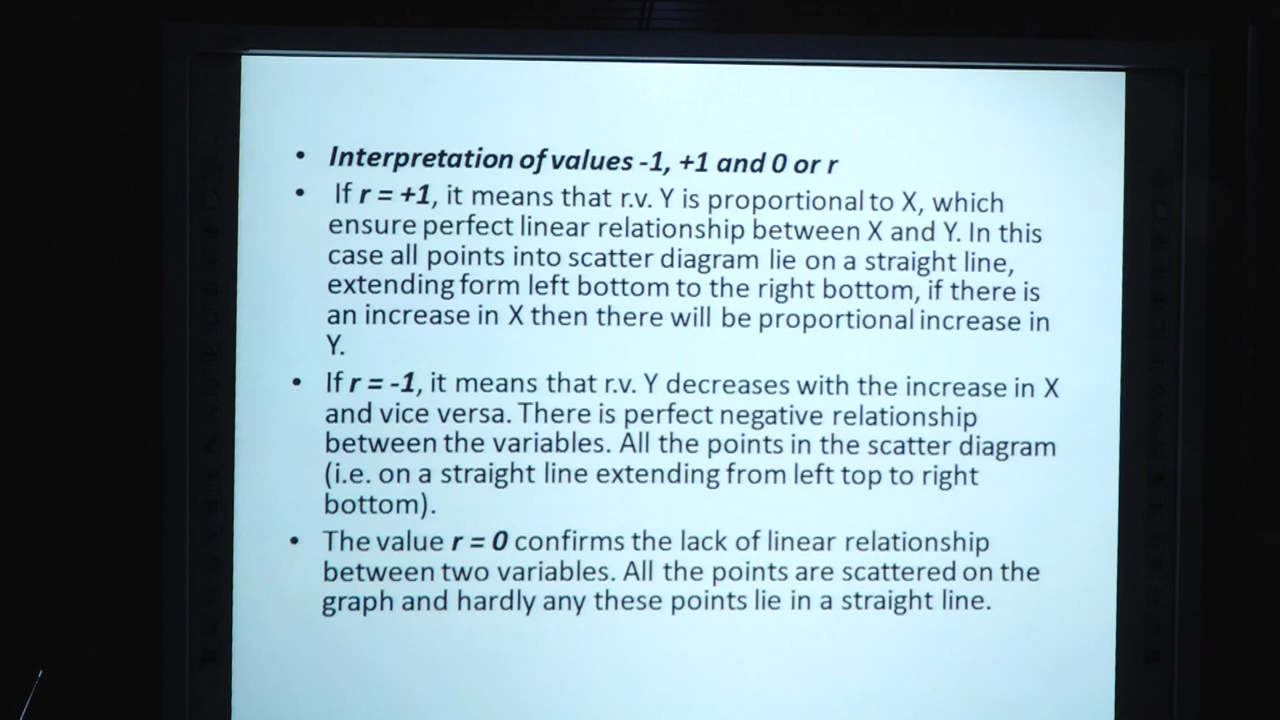 • Interpretation of values -1, +1 and 0 or r
• If r = +1, it means that r.v. Y is proportional to X, which
ensure perfect linear relationship between X and Y. In this
case all points into scatter diagram lie on a straight line,
extending form left bottom to the right bottom, if there is
an increase in X then there will be proportional increase in
Y.
• If r = -1, it means that r.v. Y decreases with the increase in X
and vice versa. There is perfect negative relationship
between the variables. All the points in the scatter diagram
(i.e. on a straight line extending from left top to right
bottom).
• The value r = 0 confirms the lack of linear relationship
between two variables. All the points are scattered on the
graph and hardly any these points lie in a straight line.